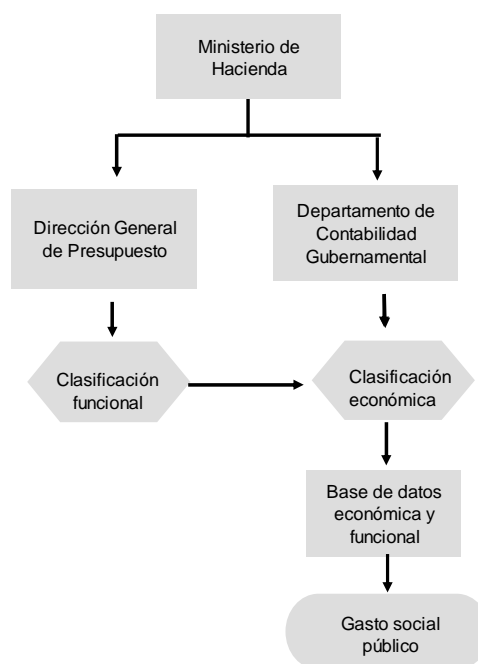 Ministerio de
Hacienda
Dirección General
de Presupuesto
Departamento de
Contabilidad
Gubernamental
Clasificación
funcional
Clasificación
económica
Base de datos
económica y
funcional
Gasto social
público